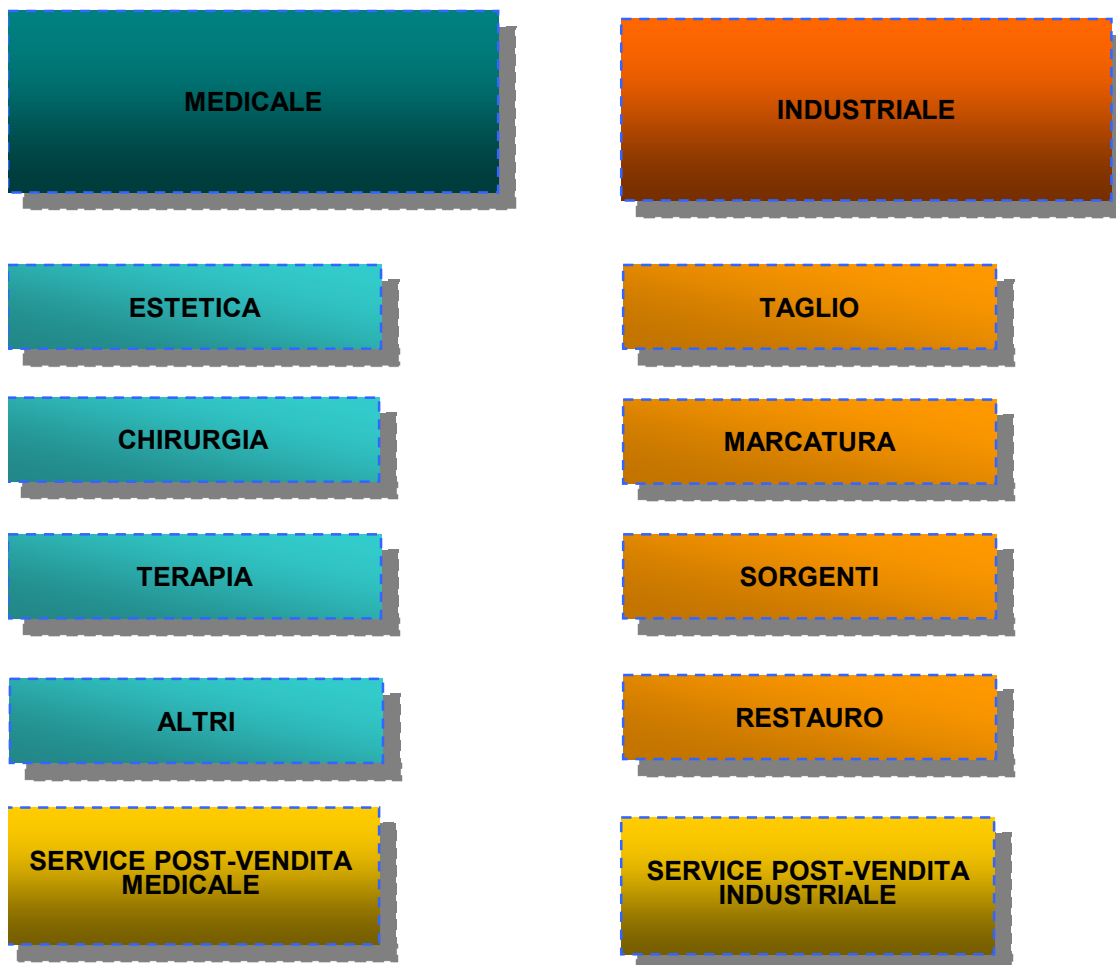 MEDICALE
INDUSTRIALE
ESTETICA
TAGLIO
CHIRURGIA
MARCATURA
TERAPIA
SORGENTI
ALTRI
RESTAURO
SERVICE POST-VENDITA
MEDICALE
SERVICE POST-VENDITA
INDUSTRIALE